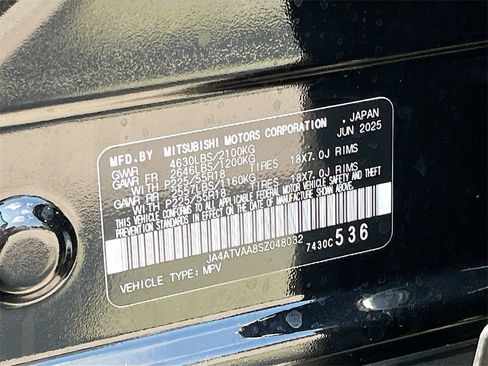 MFD.BY MITSUBISHI MOTORS CORPORATION , JAPAN
GVWR 4630LBS/2100KG JUN 2025
GAWR FR 2646LBS/1200KG
WITH P225/55R18 TIRES 18X7.0J RIMS
GAWR RR 2557LBS/1160KG
WITH P225/55R18 TIRES 18X7.0J RIMS
THIS VEHICLE CONFORMS TO ALL APPLICABLE FEDERAL MOTOR VEHICLE SAFETY AND THEFT
PREVENTION STANDARDS IN EFFECT ON THE DATE OF MANUFACTURE SHOWN ABOVE.
JA4ATVAA8SZ048032 7430C536
VEHICLE TYPE: MPV